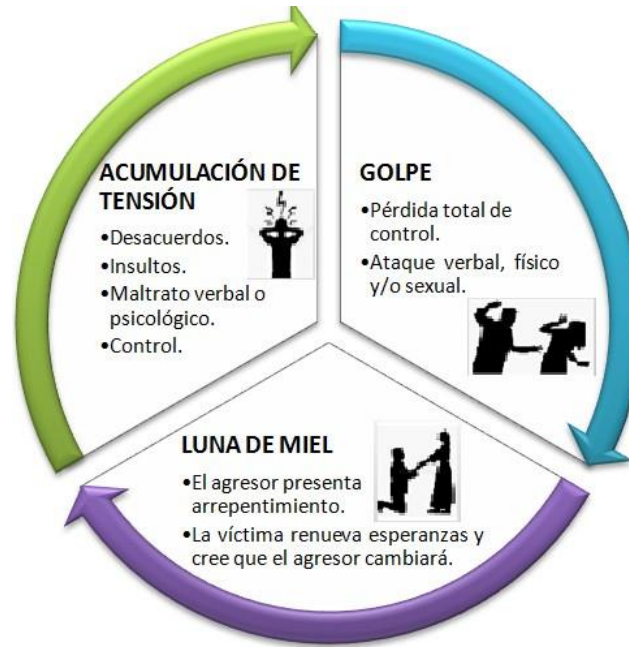 ACUMULACIÓN DE
TENSIÓN
•Desacuerdos.
•Insultos.
•Maltrato verbal o
psicológico.
•Control.
GOLPE
•Pérdida total de
control.
•Ataque verbal, físico
y/o sexual.
LUNA DE MIEL
•El agresor presenta
arrepentimiento.
•La víctima renueva esperanzas y
cree que el agresor cambiará.